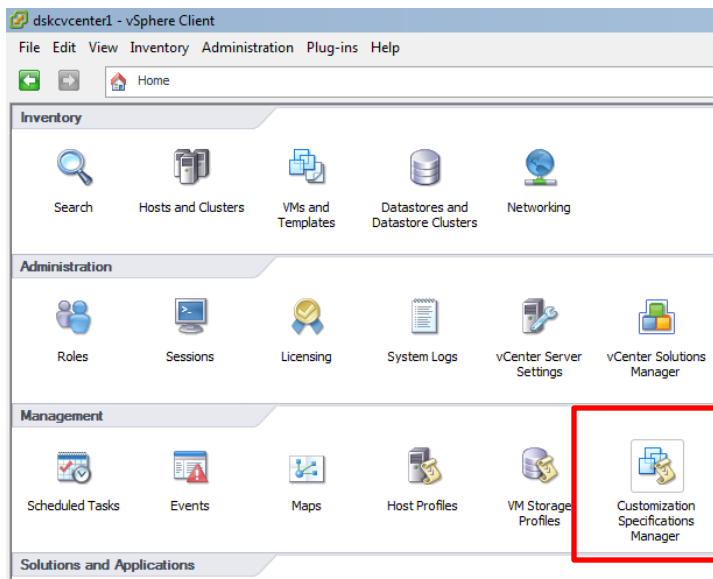 dskcvcenter1 - vSphere Client
File Edit View Inventory Administration Plug-ins Help
Home
Inventory
Search
Hosts and Clusters
VMs and
Templates
Datastores and
Datastore Clusters
Networking
Administration
Roles
Sessions
Licensing
System Logs
vCenter Server
Settings
vCenter Solutions
Manager
Management
Scheduled Tasks
Events
Maps
Host Profiles
VM Storage
Profiles
Customization
Specifications
Manager
Solutions and Applications